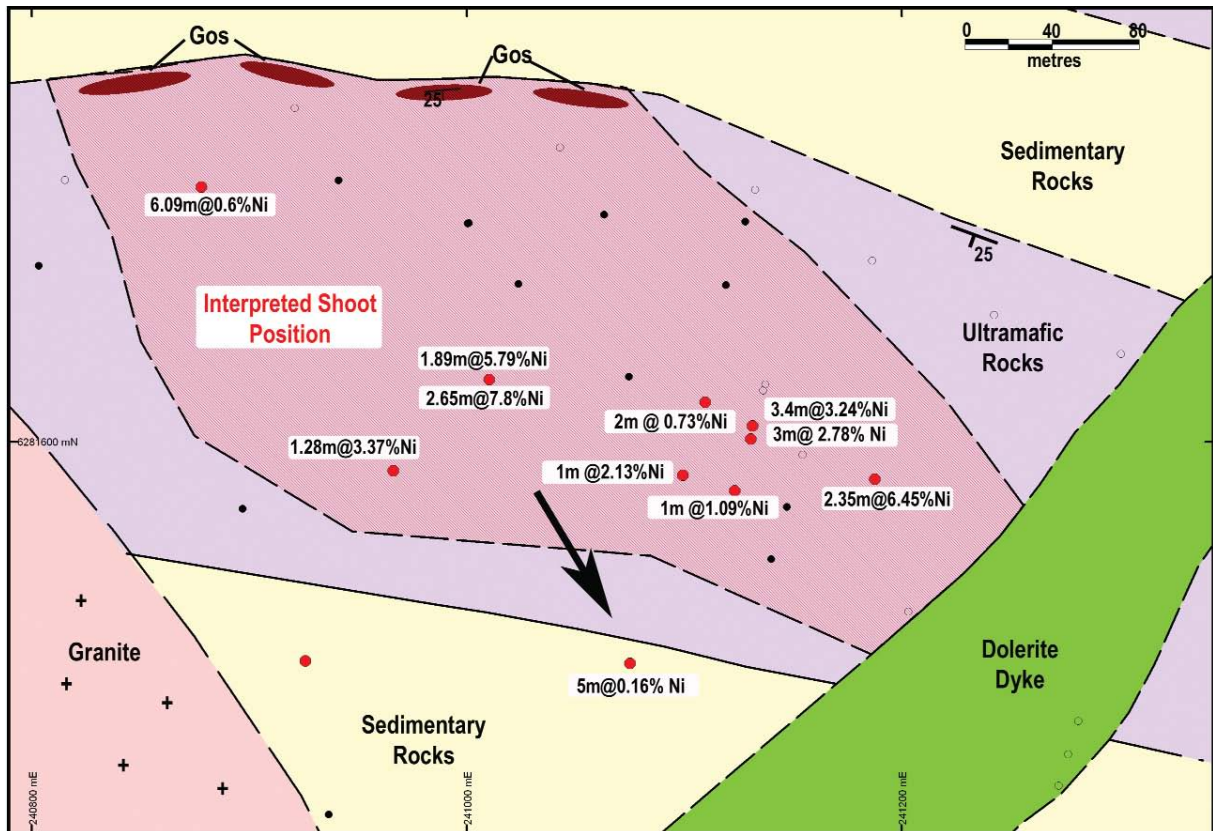 Gos
Gos
0 40 80
metres
25
Sedimentary
Rocks
6.09m@0.6%Ni
25
Interpreted Shoot
Position
Ultramafic
Rocks
1.89m@5.79%Ni
2.65m@7.8%Ni
2m @ 0.73%Ni
3.4m@3.24%Ni
3m@ 2.78% Ni
6281600 mN
1.28m@3.37%Ni
1m @2.13%Ni
1m @1.09%Ni
2.35m@6.45%Ni
Granite
Dolerite
Dyke
5m@0.16% Ni
Sedimentary
Rocks
240800 mE
241000 mE
241200 mE